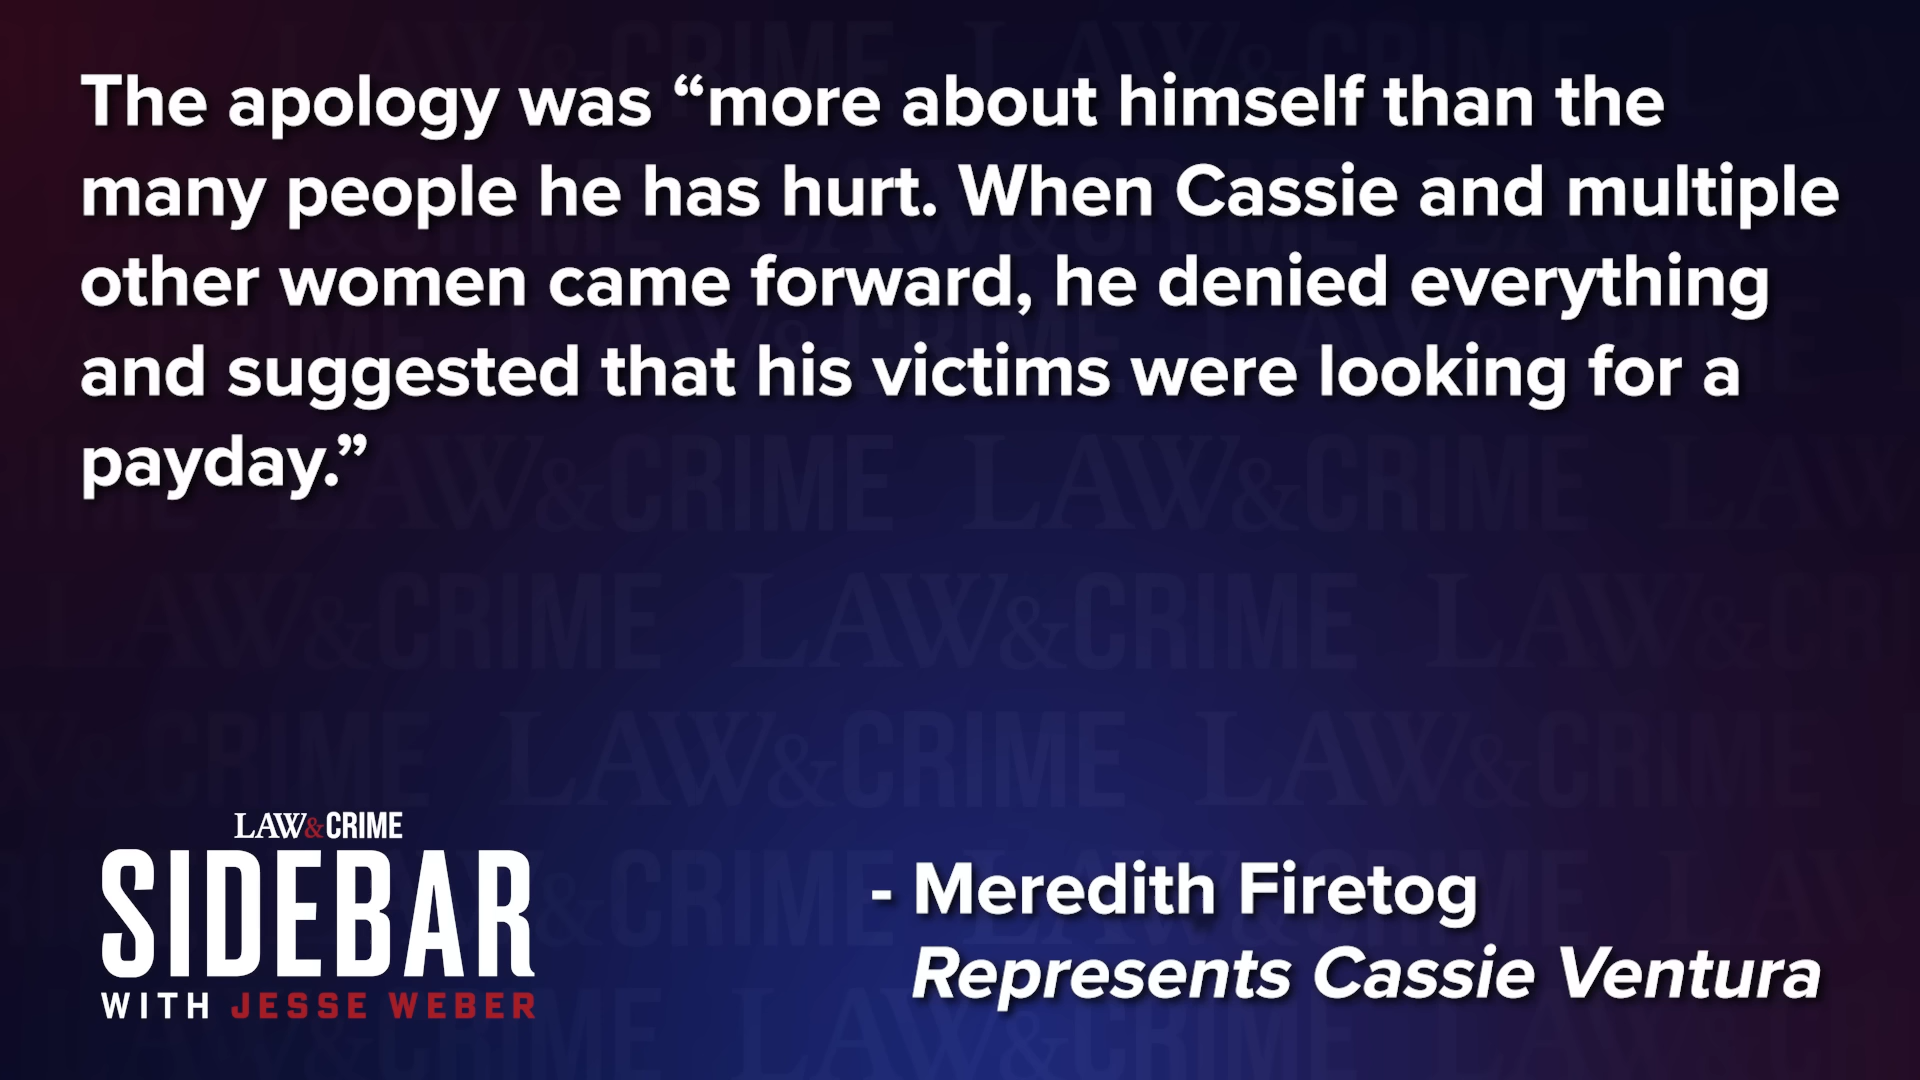 The apology was “more about himself than the
many people he has hurt. When Cassie and multiple
other women came forward, he denied everything
and suggested that his victims were looking for a
payday.”
LAW&CRIME
SIDEBAR
WITH JESSE WEBER
- Meredith Firetog
Represents Cassie Ventura